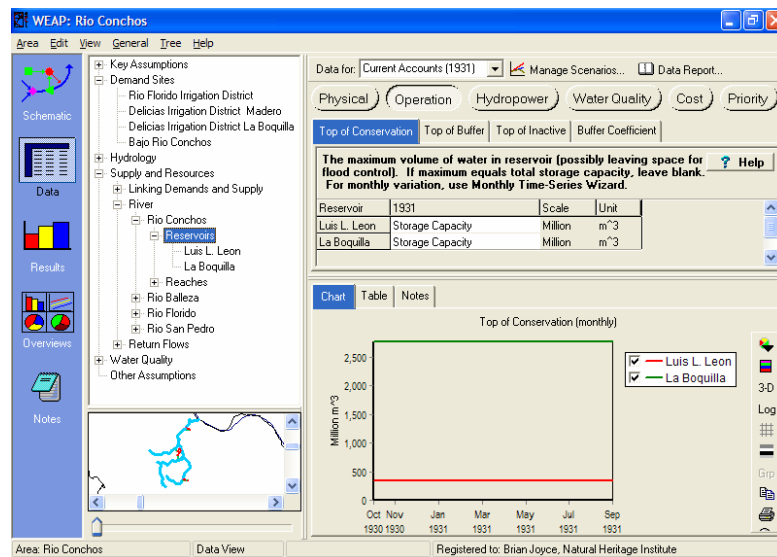 WEAP: Rio Conchos
Area Edit View General Tree Help
Schematic
Data
Results
Overviews
Notes
Key Assumptions
Demand Sites
Rio Florido Irrigation District
Delicias Irrigation District Madero
Delicias Irrigation District La Boquilla
Bajo Rio Conchos
Hydrology
Supply and Resources
Linking Demands and Supply
River
Rio Conchos
Reservoirs
Luis L. Leon
La Boquilla
Reaches
Rio Balleza
Rio Florido
Rio San Pedro
Return Flows
Water Quality
Other Assumptions
Data for: Current Accounts (1931) Manage Scenarios... Data Report...
Physical Operation Hydropower Water Quality Cost Priority
Top of Conservation Top of Buffer Top of Inactive Buffer Coefficient
The maximum volume of water in reservoir (possibly leaving space for
flood control). If maximum equals total storage capacity, leave blank.
For monthly variation, use Monthly Time-Series Wizard.
? Help
Reservoir 1931 Scale Unit
Luis L. Leon Storage Capacity Million m^3
La Boquilla Storage Capacity Million m^3
Chart Table Notes
Top of Conservation (monthly)
Million m^3
2,500
2,000
1,500
1,000
500
0
Oct Nov Jan Mar May Jul Sep
1930 1930 1931 1931 1931 1931 1931
Luis L. Leon
La Boquilla
3-D
Log
Grp
Area: Rio Conchos Data View Registered to: Brian Joyce, Natural Heritage Institute